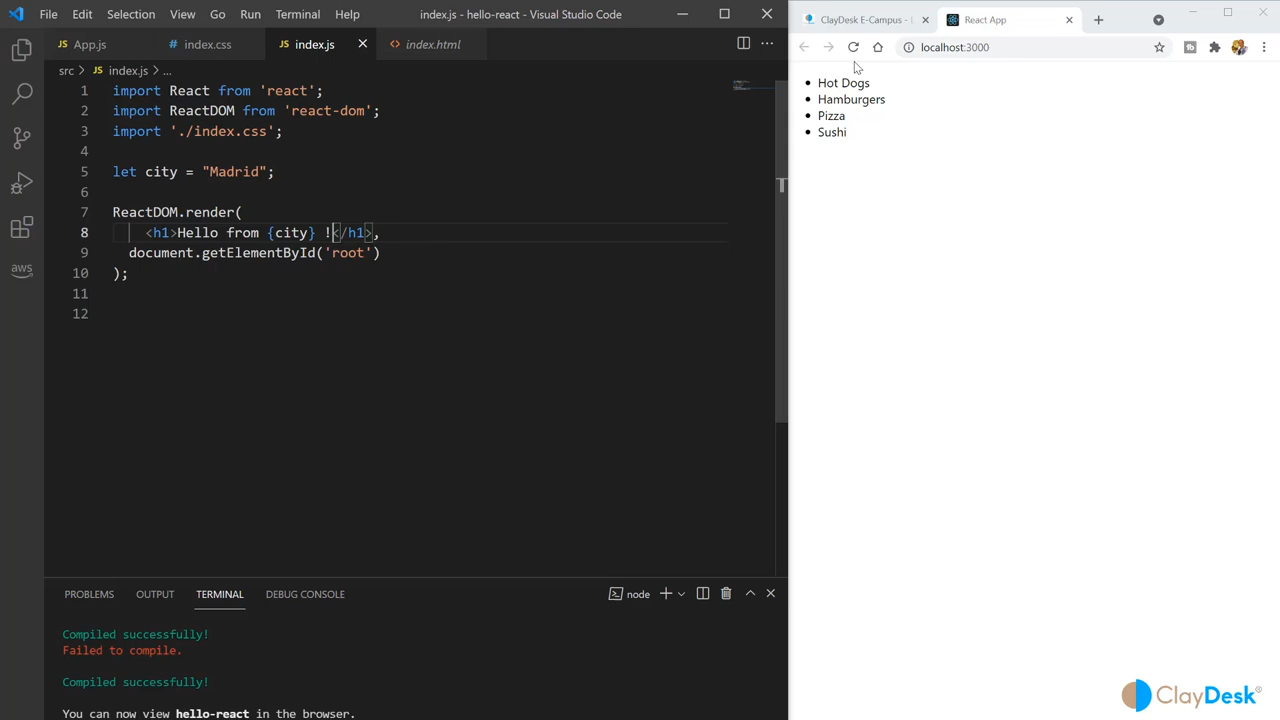 File Edit Selection View Go Run Terminal Help index.js - hello-react - Visual Studio Code
App.js # index.css JS index.js <> index.html
src > JS index.js > ...
1 import React from 'react';
2 import ReactDOM from 'react-dom';
3 import './index.css';
4
5 let city = "Madrid";
6
7 ReactDOM.render(
8 <h1>Hello from {city} !</h1>,
9 document.getElementById('root')
10 );
11
12
aws
PROBLEMS OUTPUT TERMINAL DEBUG CONSOLE node
Compiled successfully!
Failed to compile.
Compiled successfully!
You can now view hello-react in the browser.
ClayDesk E-Campus - React App
localhost:3000
• Hot Dogs
• Hamburgers
• Pizza
• Sushi
ClayDesk®